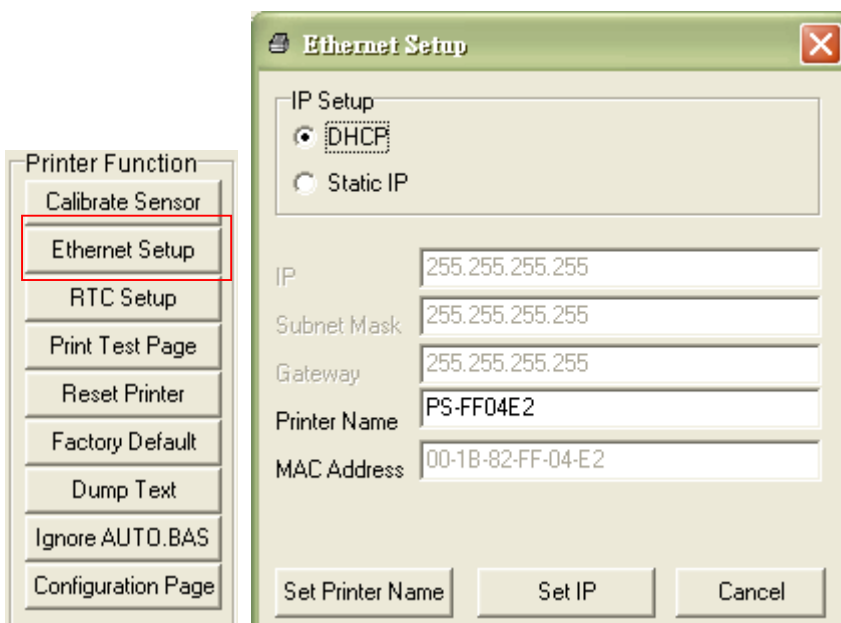 Printer Function
Calibrate Sensor
Ethernet Setup
RTC Setup
Print Test Page
Reset Printer
Factory Default
Dump Text
Ignore AUTO.BAS
Configuration Page
Ethernet Setup
IP Setup
DHCP
Static IP
IP 255.255.255.255
Subnet Mask 255.255.255.255
Gateway 255.255.255.255
Printer Name PS-FF04E2
MAC Address 00-1B-82-FF-04-E2
Set Printer Name Set IP Cancel